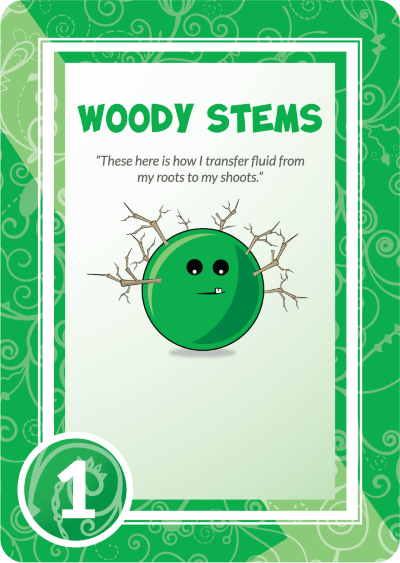 WOODY STEMS
“These here is how I transfer fluid from
my roots to my shoots.”
1